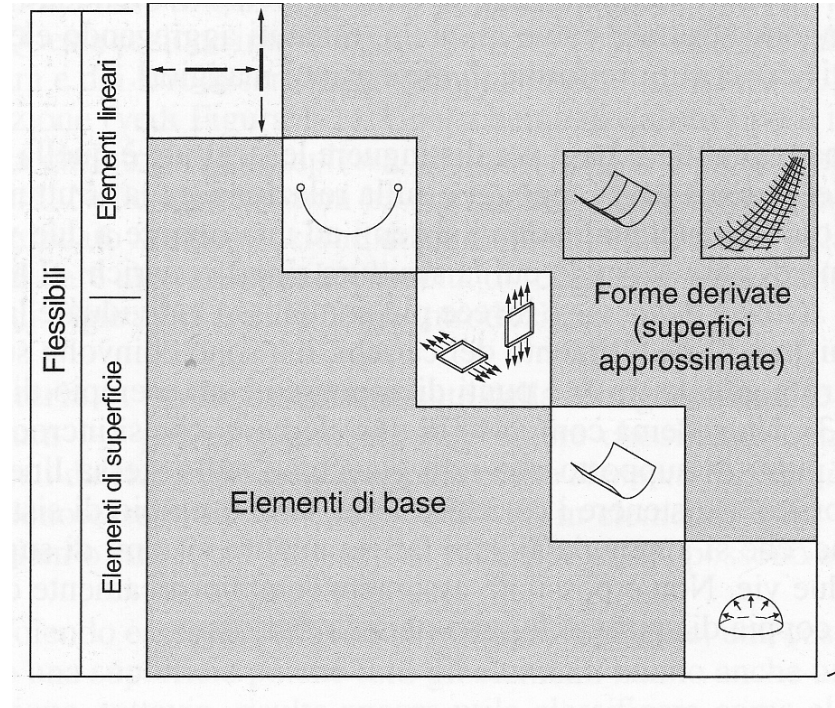 Flessibili
Elementi lineari
Elementi di superficie
Forme derivate
(superfici
approssimate)
Elementi di base